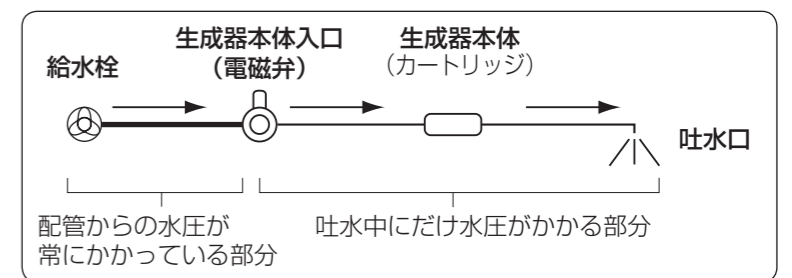 給水栓
生成器本体入口
(電磁弁)
生成器本体
(カートリッジ)
吐水口
配管からの水圧が
常にかかっている部分
吐水中にだけ水圧がかかる部分